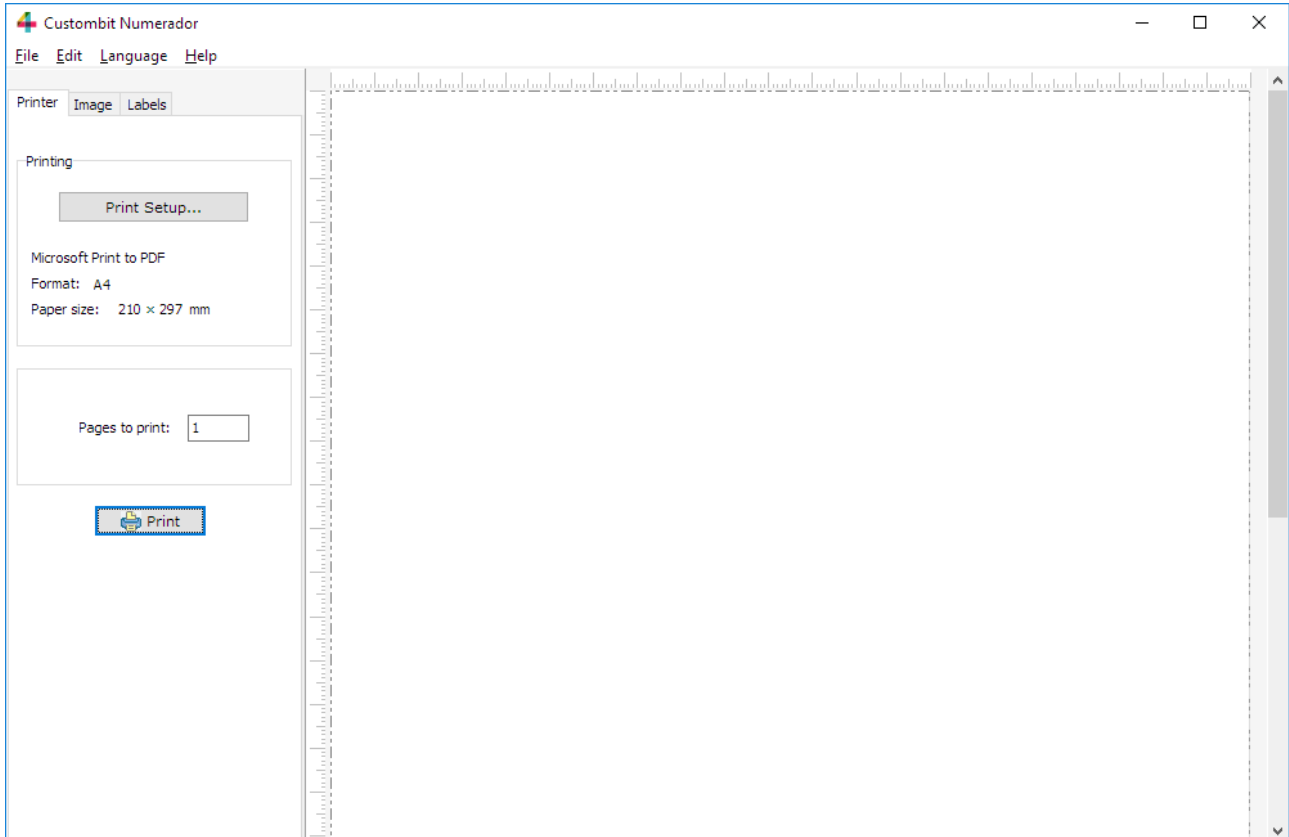 Custombit Numerador
File Edit Language Help
Printer Image Labels
Printing
Print Setup...
Microsoft Print to PDF
Format: A4
Paper size: 210 × 297 mm
Pages to print: 1
Print